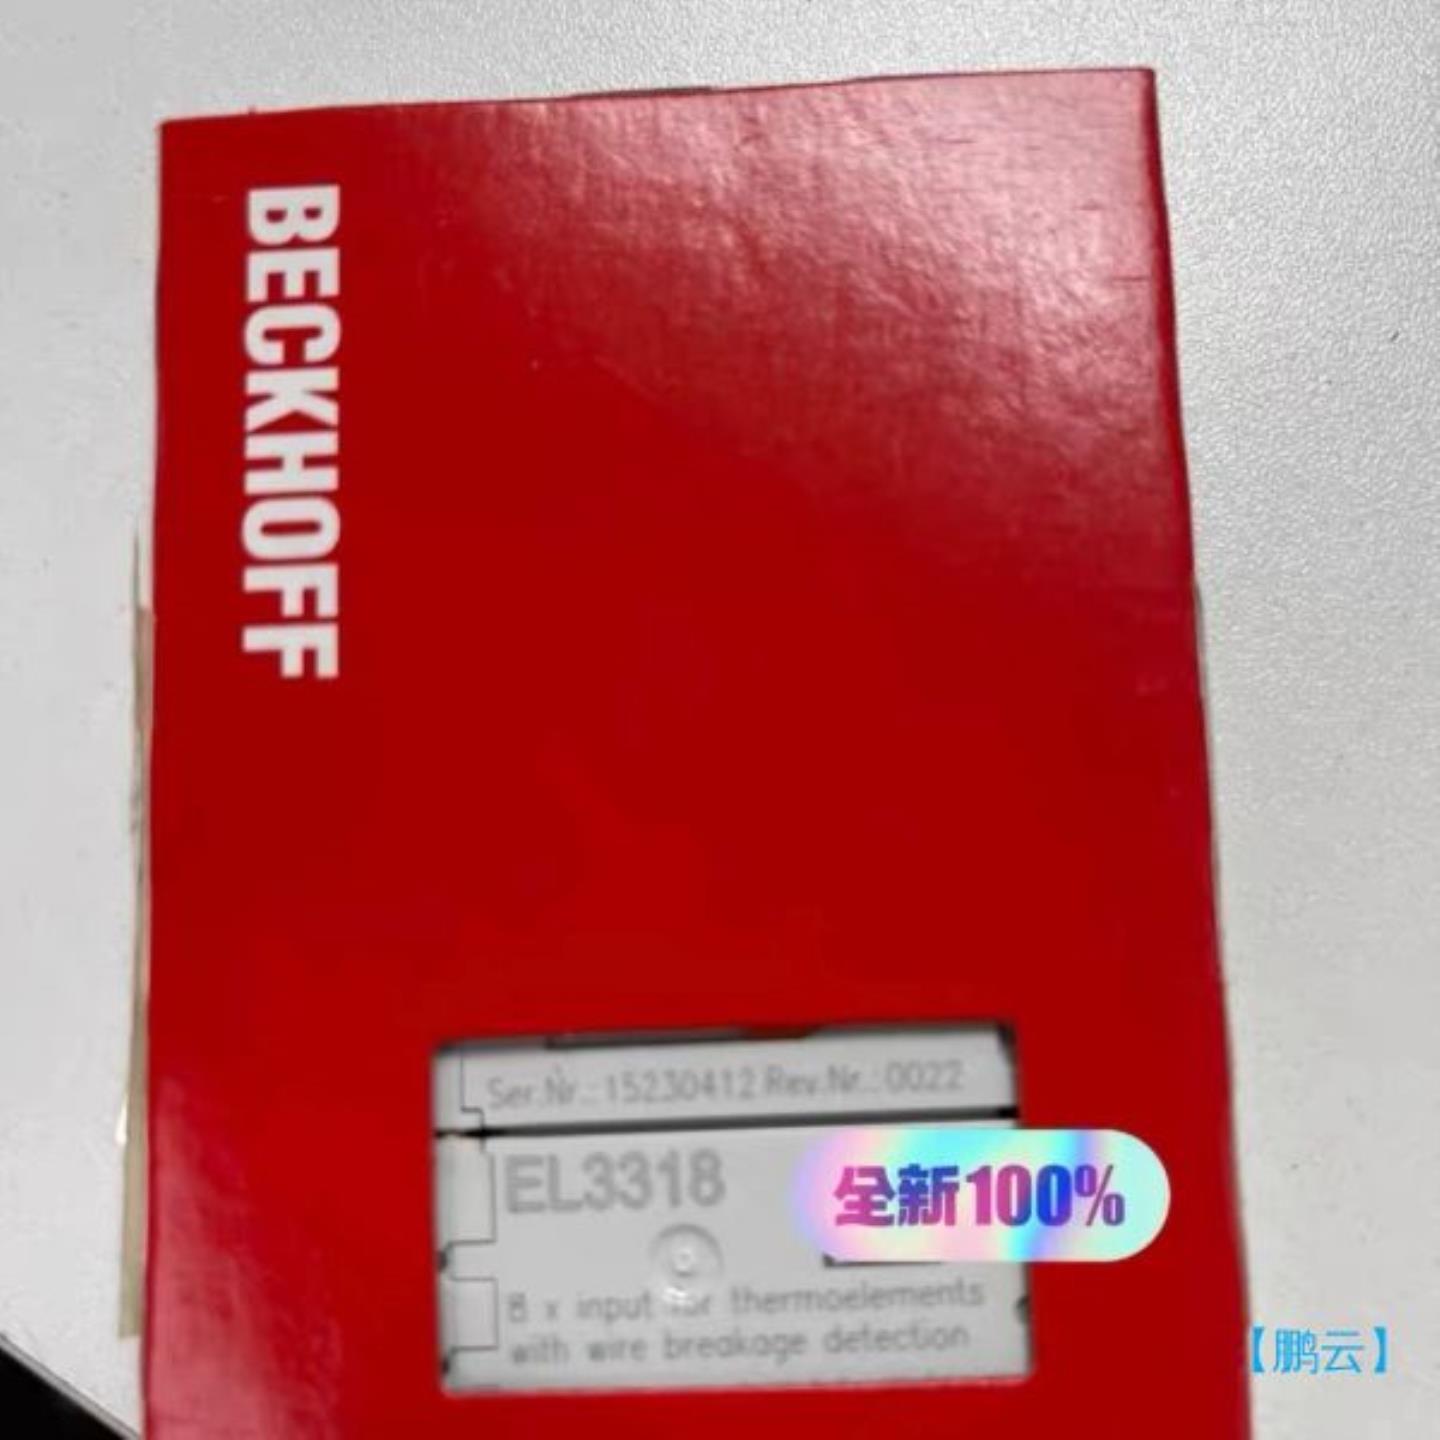 BECKHOFF
Ser.Nr.: 15230412 Rev.Nr.: 0022
EL3318
全新100%
8 x input for thermoelements
with wire breakage detection
【鹏云】